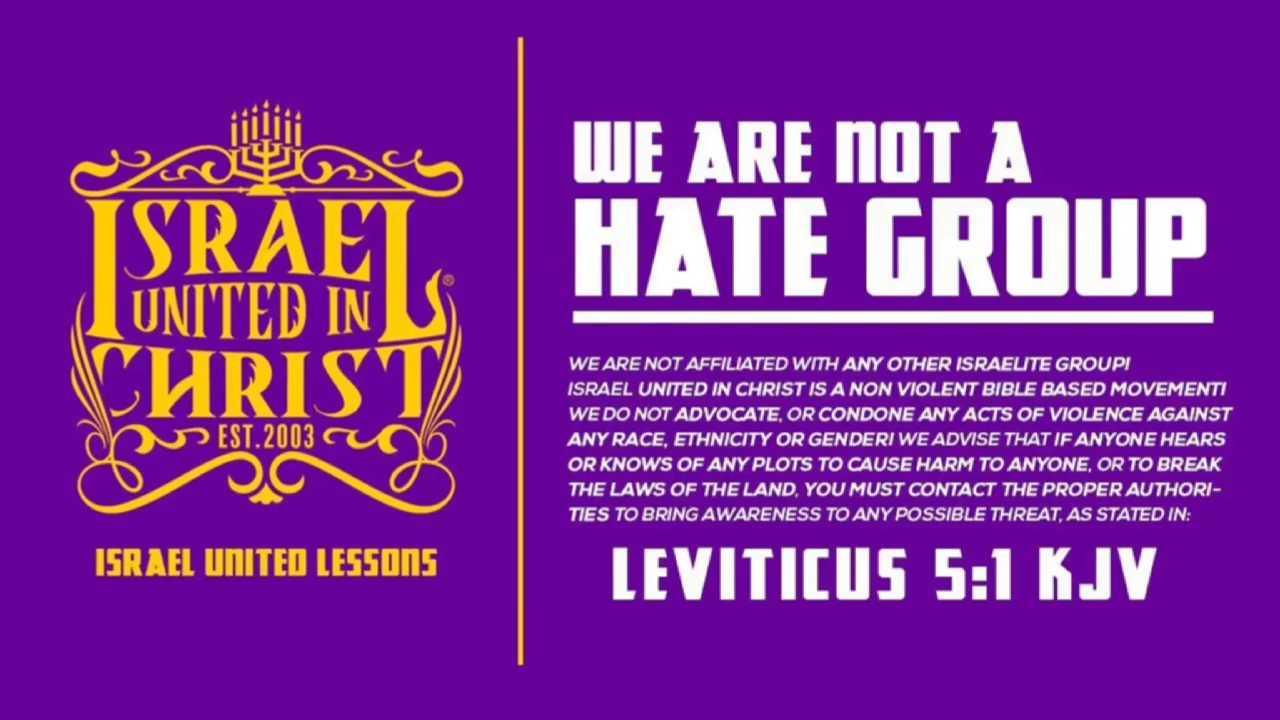 ISRAEL
UNITED IN
CHRIST
®
EST. 2003
ISRAEL UNITED LESSONS
WE ARE NOT A
HATE GROUP
WE ARE NOT AFFILIATED WITH ANY OTHER ISRAELITE GROUP!
ISRAEL UNITED IN CHRIST IS A NON VIOLENT BIBLE BASED MOVEMENT!
WE DO NOT ADVOCATE, OR CONDONE ANY ACTS OF VIOLENCE AGAINST
ANY RACE, ETHNICITY OR GENDER! WE ADVISE THAT IF ANYONE HEARS
OR KNOWS OF ANY PLOTS TO CAUSE HARM TO ANYONE, OR TO BREAK
THE LAWS OF THE LAND, YOU MUST CONTACT THE PROPER AUTHORI-
TIES TO BRING AWARENESS TO ANY POSSIBLE THREAT, AS STATED IN:
LEVITICUS 5:1 KJV